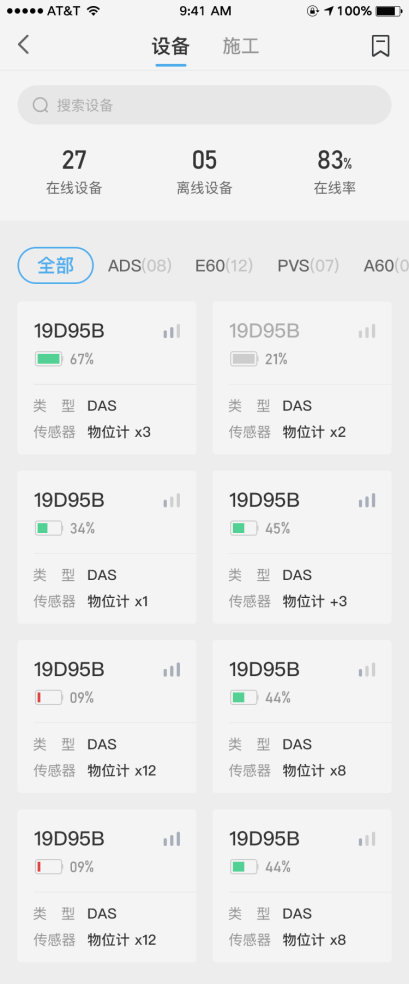 AT&T 9:41 AM 100%
设备 施工
搜索设备
27 05 83%
在线设备 离线设备 在线率
全部 ADS(08) E60(12) PVS(07) A60(0
19D95B 19D95B
67% 21%
类 型 DAS 类 型 DAS
传感器 物位计 x3 传感器 物位计 x2
19D95B 19D95B
34% 45%
类 型 DAS 类 型 DAS
传感器 物位计 x1 传感器 物位计 +3
19D95B 19D95B
09% 44%
类 型 DAS 类 型 DAS
传感器 物位计 x12 传感器 物位计 x8
19D95B 19D95B
09% 44%
类 型 DAS 类 型 DAS
传感器 物位计 x12 传感器 物位计 x8